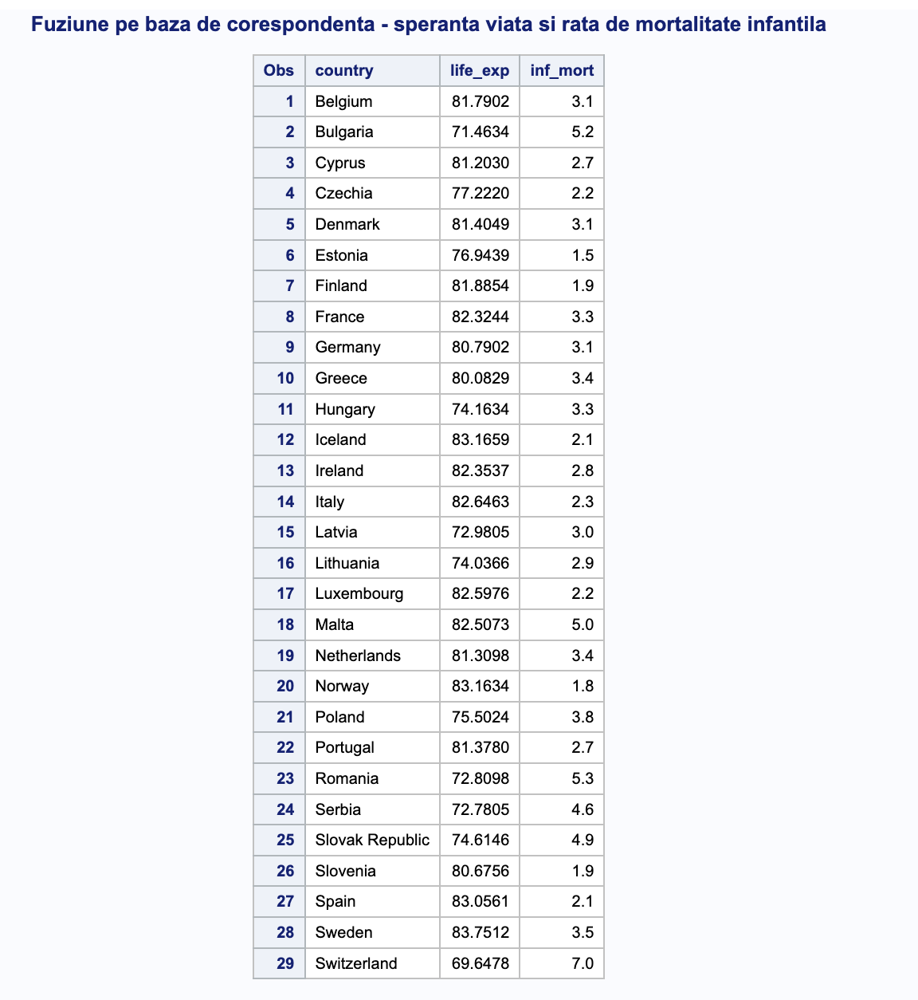 Fuziune pe baza de corespondenta - speranta viata si rata de mortalitate infantila
Obs country life_exp inf_mort
1 Belgium 81.7902 3.1
2 Bulgaria 71.4634 5.2
3 Cyprus 81.2030 2.7
4 Czechia 77.2220 2.2
5 Denmark 81.4049 3.1
6 Estonia 76.9439 1.5
7 Finland 81.8854 1.9
8 France 82.3244 3.3
9 Germany 80.7902 3.1
10 Greece 80.0829 3.4
11 Hungary 74.1634 3.3
12 Iceland 83.1659 2.1
13 Ireland 82.3537 2.8
14 Italy 82.6463 2.3
15 Latvia 72.9805 3.0
16 Lithuania 74.0366 2.9
17 Luxembourg 82.5976 2.2
18 Malta 82.5073 5.0
19 Netherlands 81.3098 3.4
20 Norway 83.1634 1.8
21 Poland 75.5024 3.8
22 Portugal 81.3780 2.7
23 Romania 72.8098 5.3
24 Serbia 72.7805 4.6
25 Slovak Republic 74.6146 4.9
26 Slovenia 80.6756 1.9
27 Spain 83.0561 2.1
28 Sweden 83.7512 3.5
29 Switzerland 69.6478 7.0